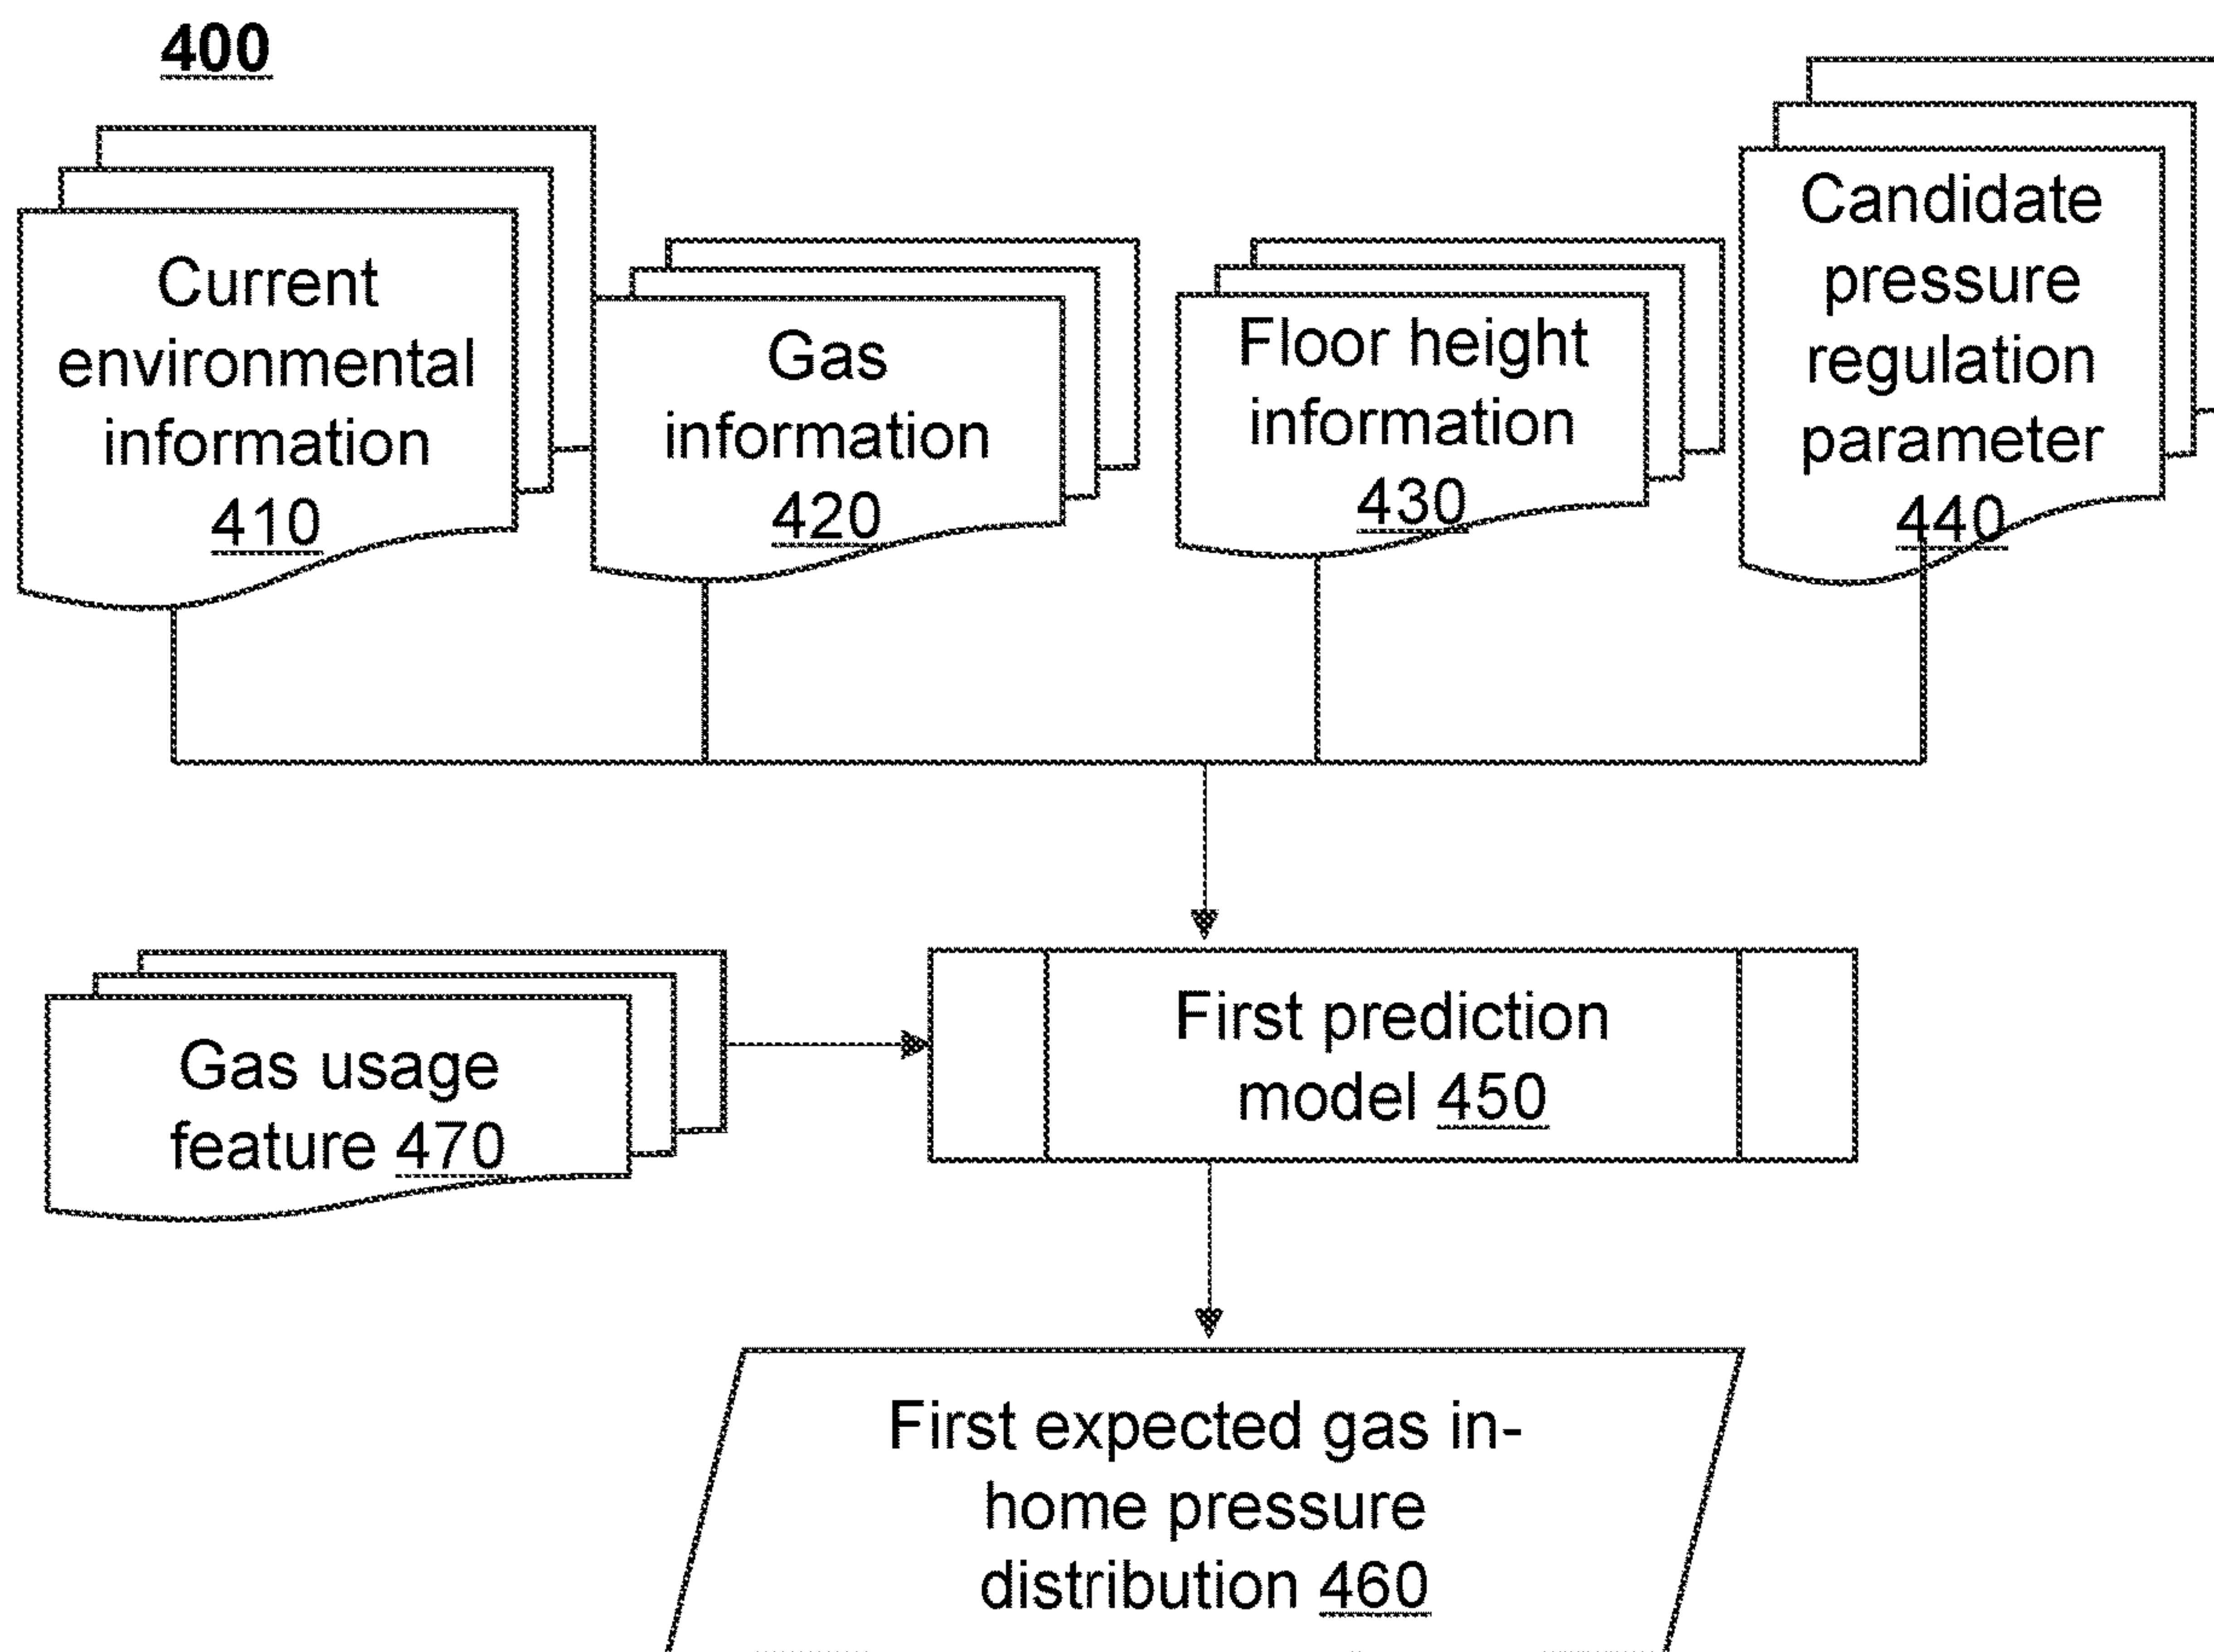 400
Current
environmental
information
410
Gas
information
420
Floor height
information
430
Candidate
pressure
regulation
parameter
440
Gas usage
feature 470
First prediction
model 450
First expected gas in-
home pressure
distribution 460